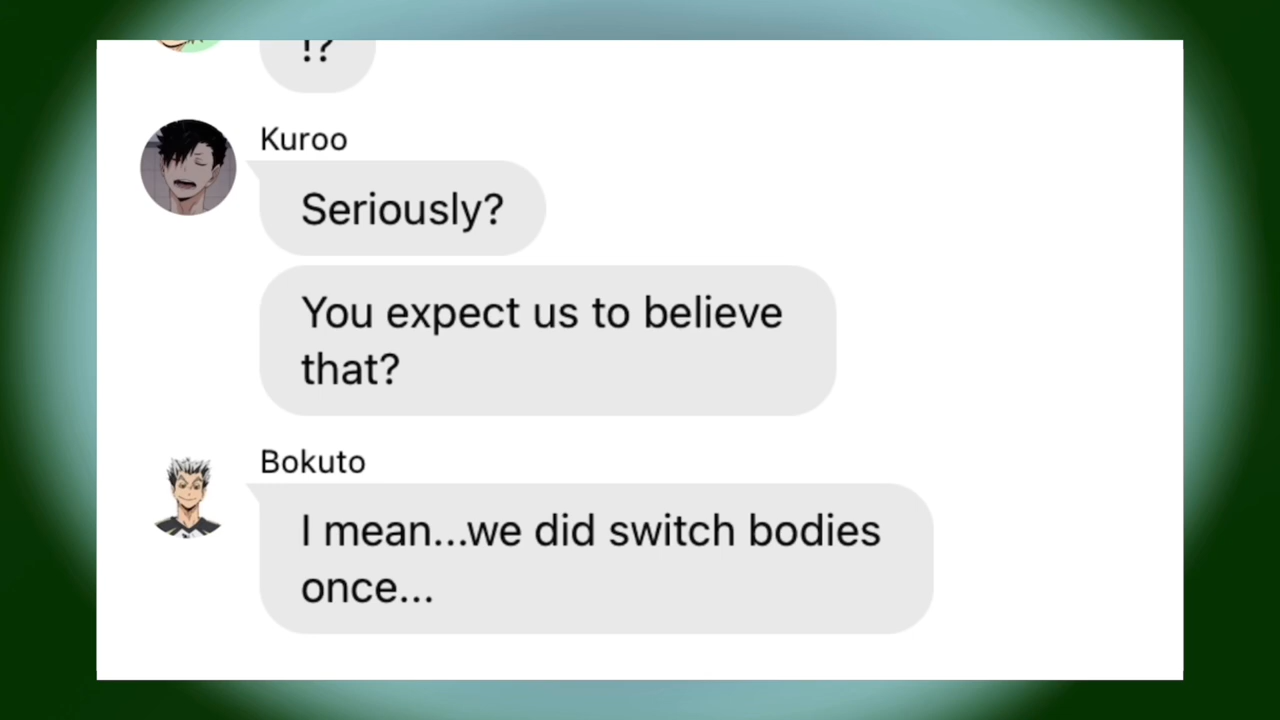 !?
Kuroo
Seriously?
You expect us to believe
that?
Bokuto
I mean...we did switch bodies
once...